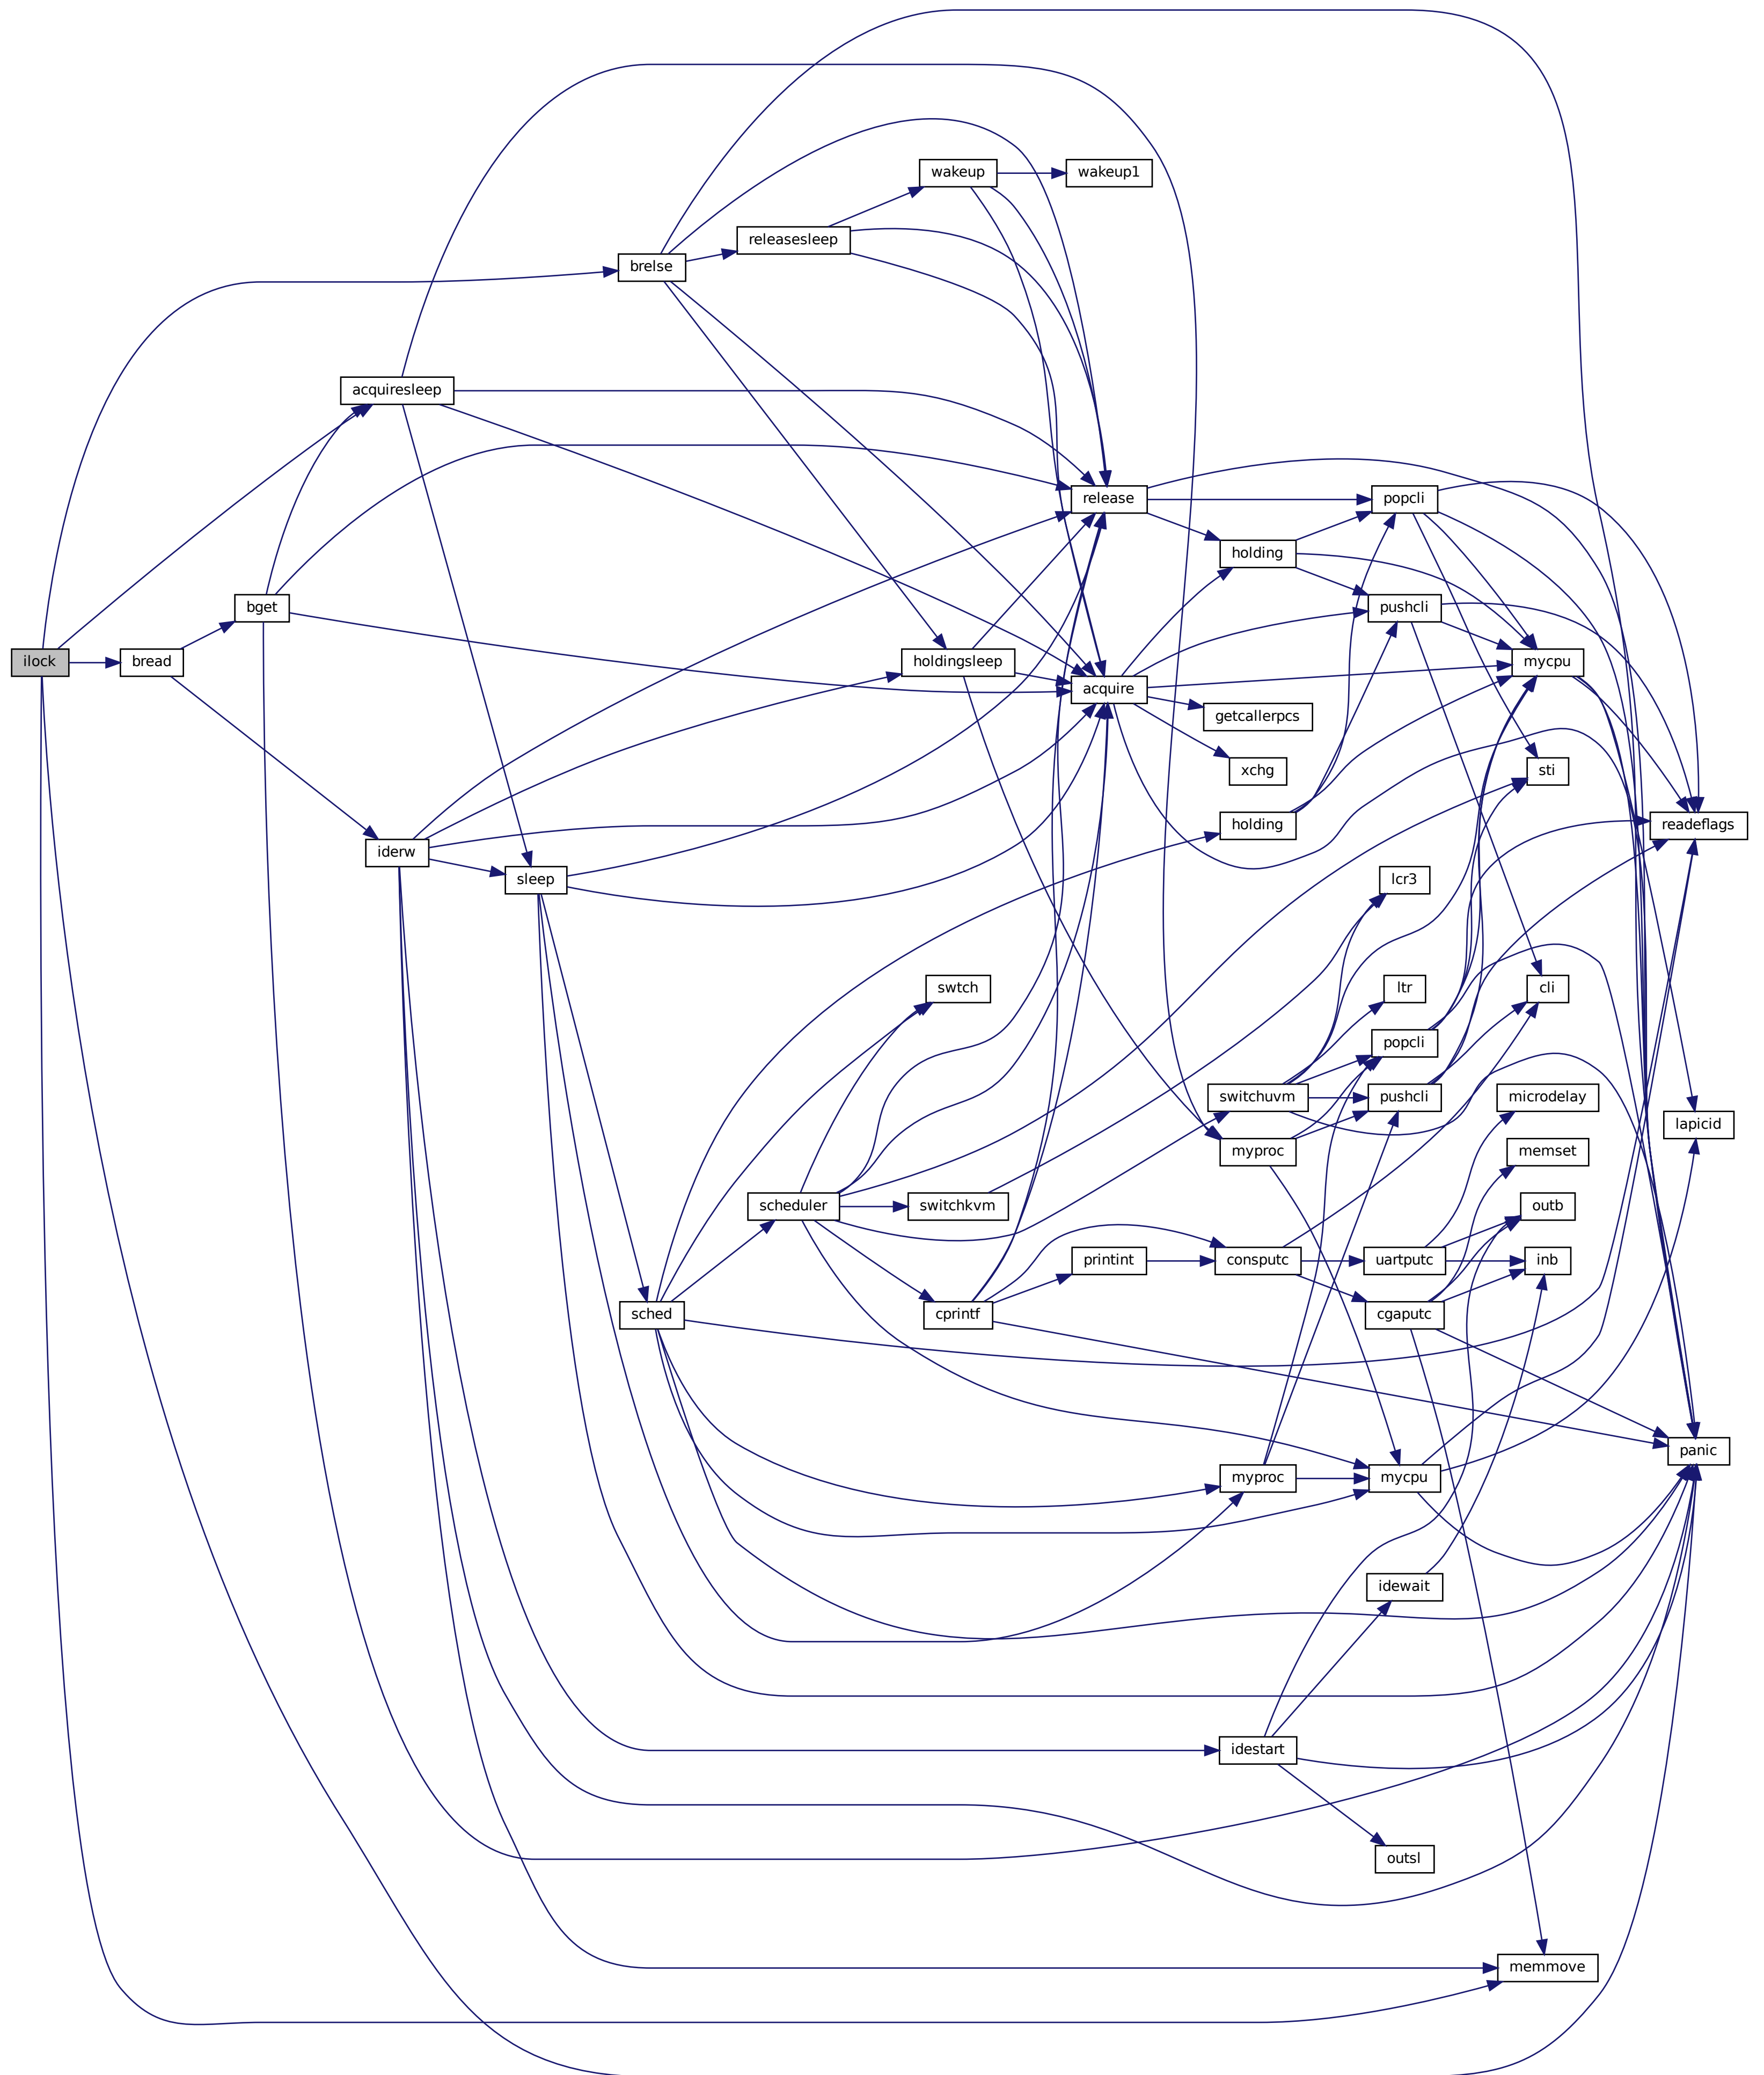 wakeup
wakeup1
releasesleep
brelse
acquiresleep
release
popcli
holding
bget
pushcli
ilock
bread
holdingsleep
mycpu
acquire
getcallerpcs
xchg
sti
holding
readeflags
iderw
sleep
lcr3
swtch
ltr
cli
popcli
switchuvm
pushcli
microdelay
lapicid
myproc
memset
scheduler
switchkvm
outb
printint
consputc
uartputc
inb
sched
cprintf
cgaputc
panic
myproc
mycpu
idewait
idestart
outsl
memmove